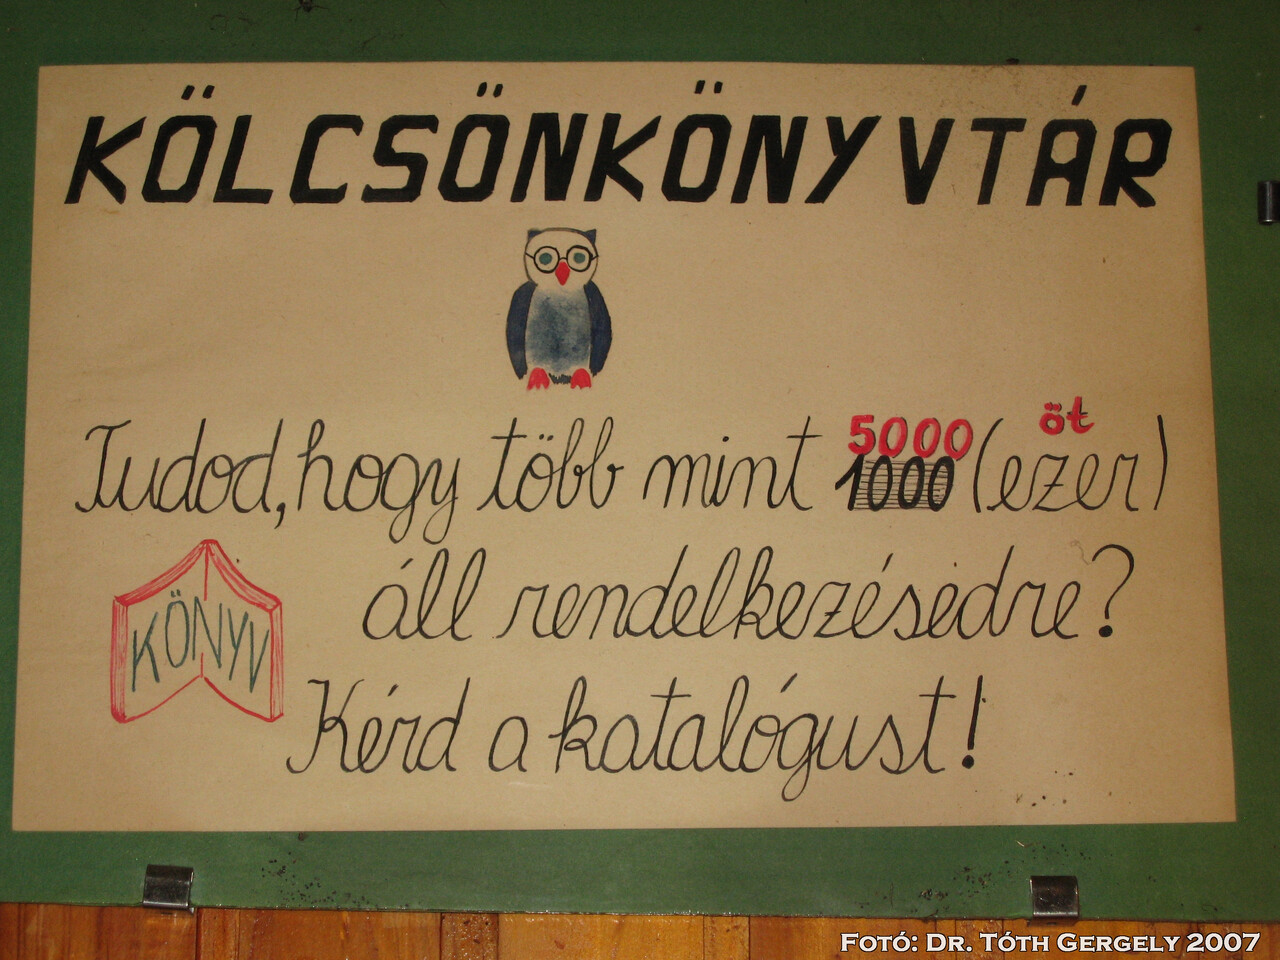 KÖLCSÖNKÖNYVTÁR
Tudod, hogy több mint 1000 5000 (öt ezer)
KÖNYV áll rendelkezésedre?
Kérd a katalógust!
Fotó: Dr. Tóth Gergely 2007